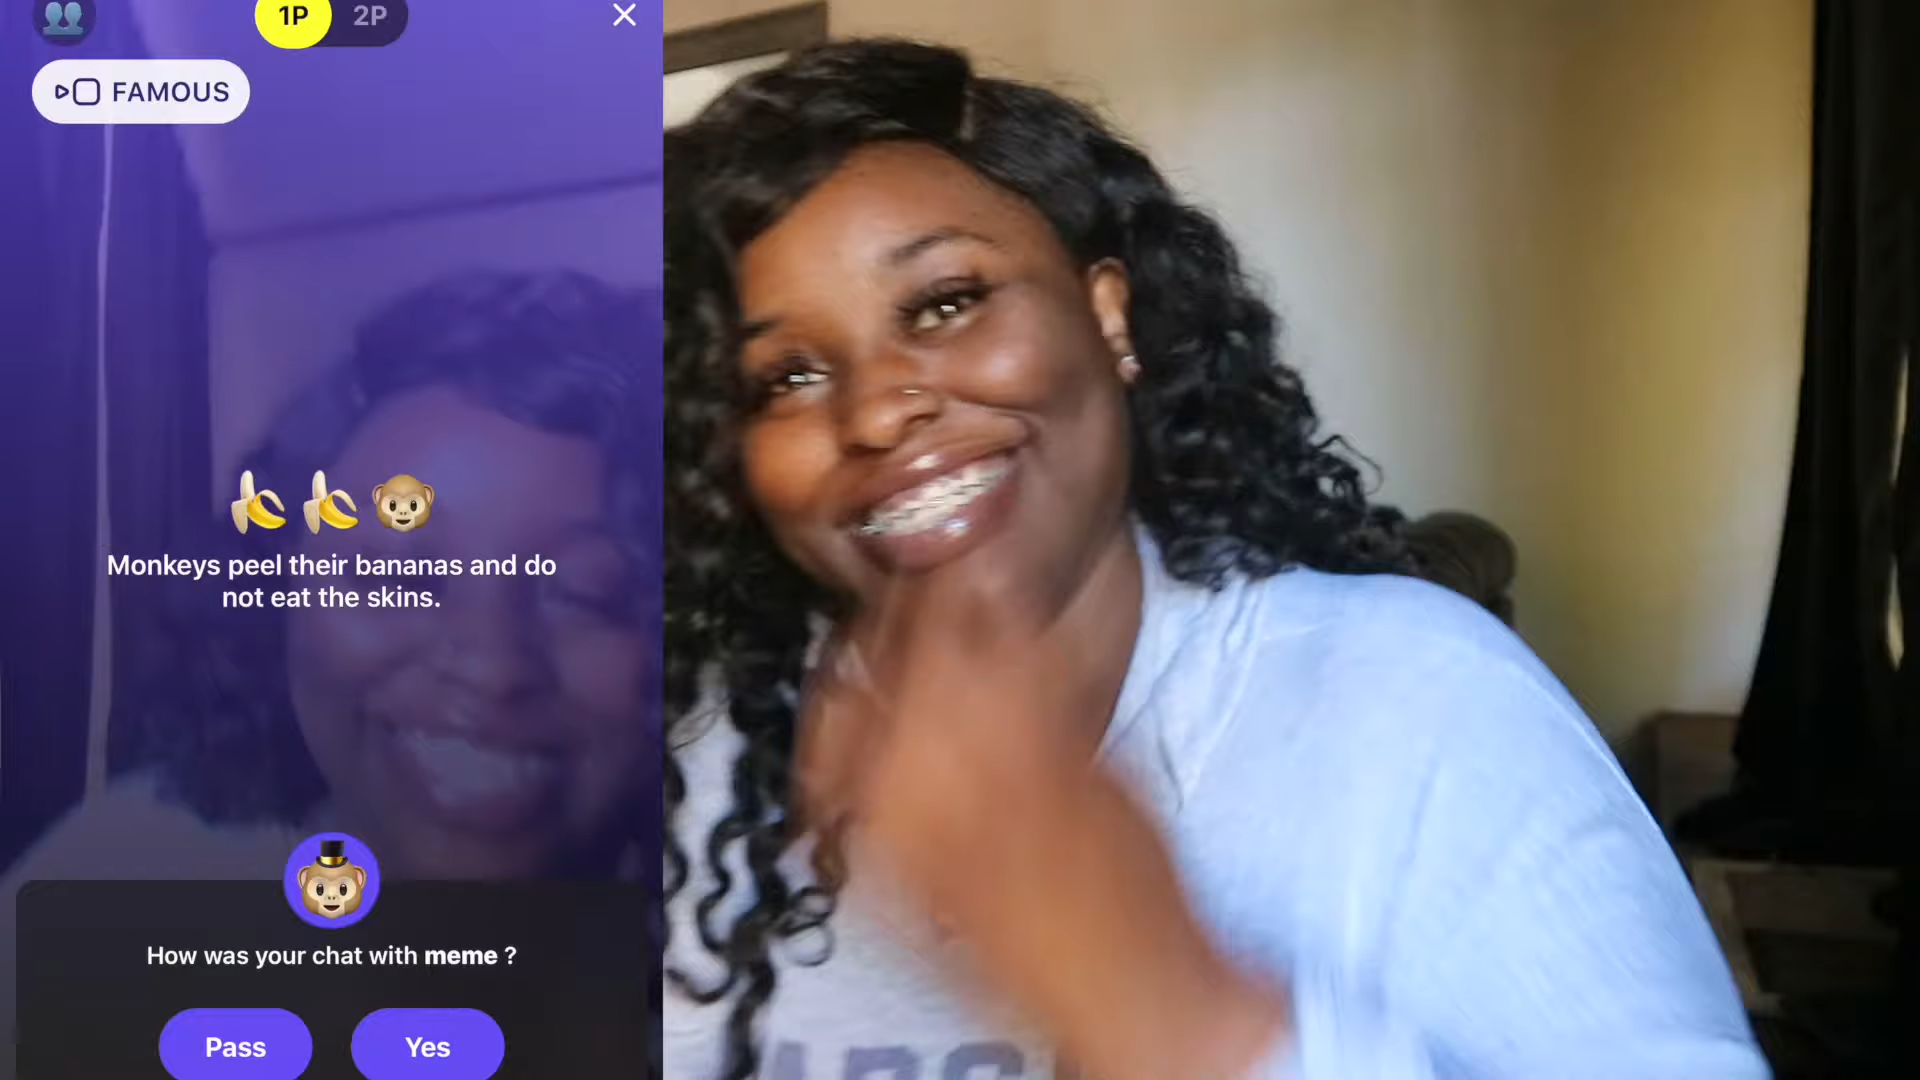 1P 2P
FAMOUS
Monkeys peel their bananas and do
not eat the skins.
How was your chat with meme ?
Pass Yes